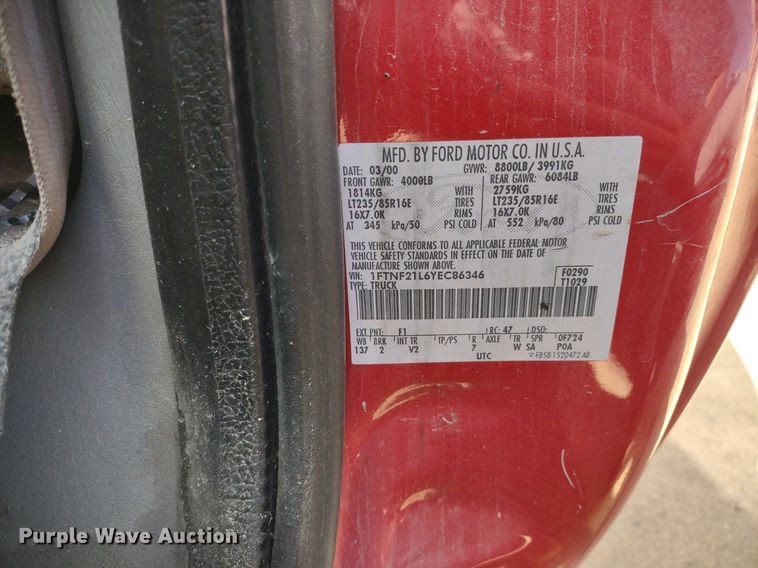 MFD. BY FORD MOTOR CO. IN U.S.A.
DATE: 03/00 GVWR: 8800LB/ 3991KG
FRONT GAWR: 4000LB REAR GAWR: 6084LB
1814KG WITH 2759KG WITH
LT235/85R16E TIRES LT235/85R16E TIRES
16X7.0K RIMS 16X7.0K RIMS
AT 345 kPa/50 PSI COLD AT 552 kPa/80 PSI COLD
THIS VEHICLE CONFORMS TO ALL APPLICABLE FEDERAL MOTOR
VEHICLE SAFETY STANDARDS IN EFFECT ON THE DATE OF
MANUFACTURE SHOWN ABOVE.
VIN: 1FTNF21L6YEC86346 F0290
TYPE: TRUCK T1029
EXT PNT: F1 RC: 47 DSO:
WB BRK INT TR TP/PS R AXLE TR SPR 0F724
137 2 V2 7 W SA POA
UTC F85B-1520472-AB
Purple Wave Auction